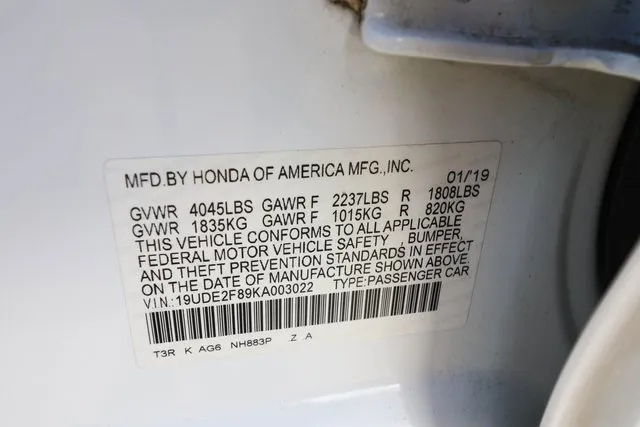 MFD.BY HONDA OF AMERICA MFG.,INC. 01/'19
GVWR 4045LBS GAWR F 2237LBS R 1808LBS
GVWR 1835KG GAWR F 1015KG R 820KG
THIS VEHICLE CONFORMS TO ALL APPLICABLE
FEDERAL MOTOR VEHICLE SAFETY , BUMPER,
AND THEFT PREVENTION STANDARDS IN EFFECT
ON THE DATE OF MANUFACTURE SHOWN ABOVE.
V.I.N.:19UDE2F89KA003022 TYPE:PASSENGER CAR
T3R K AG6 NH883P .Z .A